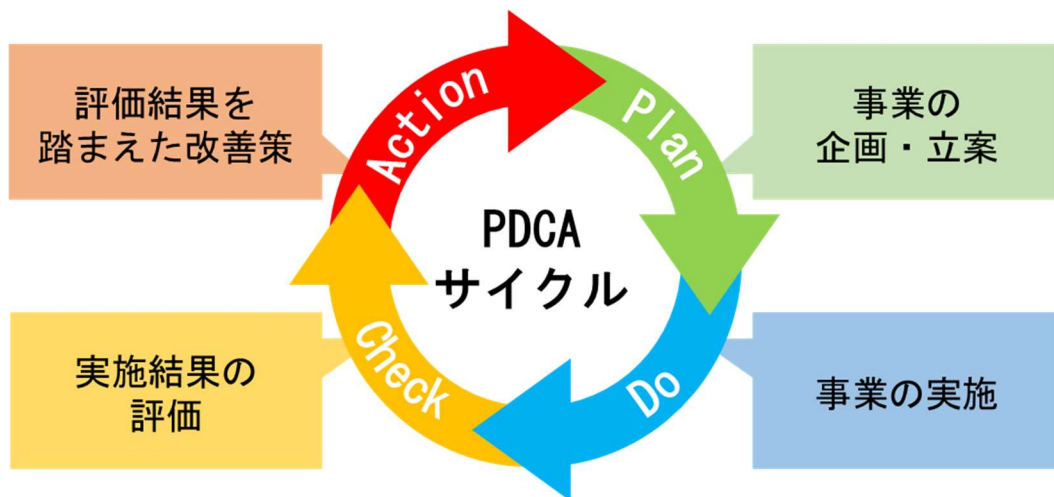 評価結果を
踏まえた改善策
Action
Plan
事業の
企画・立案
PDCA
サイクル
実施結果の
評価
Check
Do
事業の実施